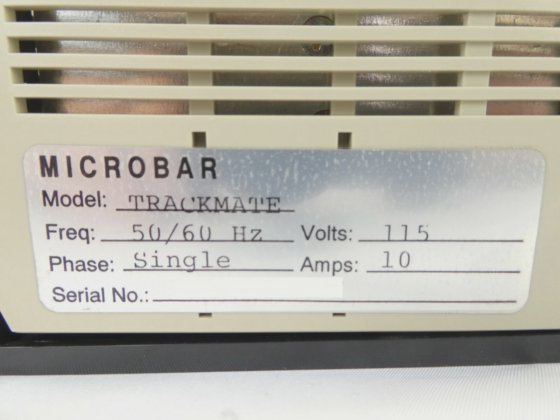 MICROBAR
Model: TRACKMATE
Freq: 50/60 Hz Volts: 115
Phase: Single Amps: 10
Serial No.: